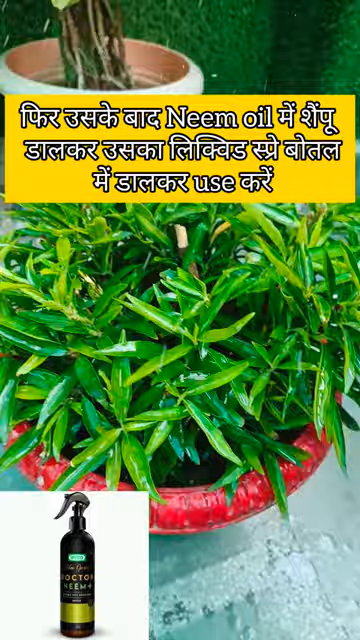 फिर उसके बाद Neem oil में शैंपू
डालकर उसका लिक्विड स्प्रे बोतल
में डालकर use करें
DOCTOR
NEEM+